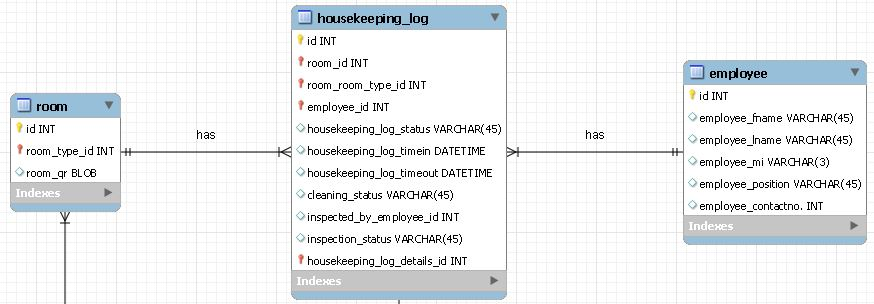 room
id INT
room_type_id INT
room_qr BLOB
Indexes
has
housekeeping_log
id INT
room_id INT
room_room_type_id INT
employee_id INT
housekeeping_log_status VARCHAR(45)
housekeeping_log_timein DATETIME
housekeeping_log_timeout DATETIME
cleaning_status VARCHAR(45)
inspected_by_employee_id INT
inspection_status VARCHAR(45)
housekeeping_log_details_id INT
Indexes
has
employee
id INT
employee_fname VARCHAR(45)
employee_lname VARCHAR(45)
employee_mi VARCHAR(3)
employee_position VARCHAR(45)
employee_contactno. INT
Indexes